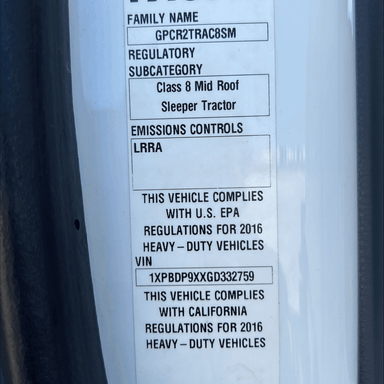 FAMILY NAME
GPCR2TRAC8SM
REGULATORY
SUBCATEGORY
Class 8 Mid Roof
Sleeper Tractor
EMISSIONS CONTROLS
LRRA
THIS VEHICLE COMPLIES
WITH U.S. EPA
REGULATIONS FOR 2016
HEAVY-DUTY VEHICLES
VIN
1XPBDP9XXGD332759
THIS VEHICLE COMPLIES
WITH CALIFORNIA
REGULATIONS FOR 2016
HEAVY-DUTY VEHICLES